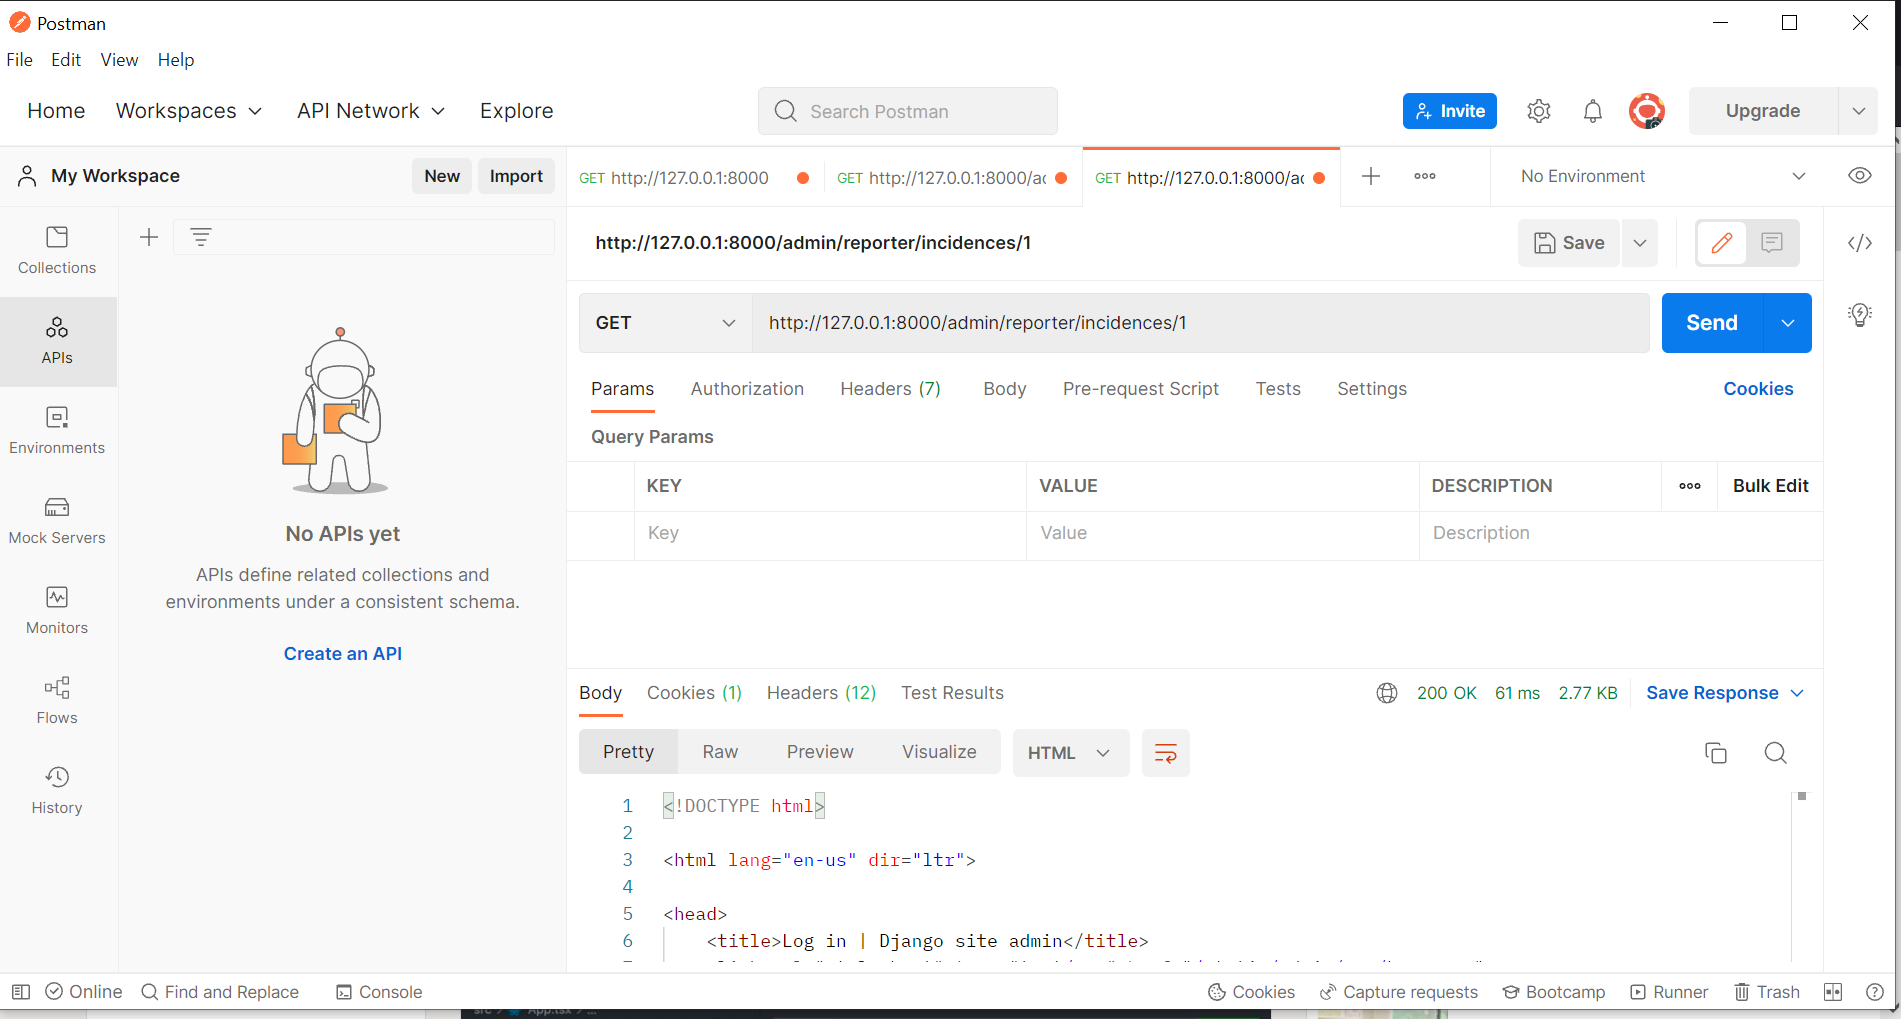 Postman
File Edit View Help
Home Workspaces API Network Explore
Search Postman
Invite
Upgrade
My Workspace
New Import
GET http://127.0.0.1:8000
GET http://127.0.0.1:8000/ac
GET http://127.0.0.1:8000/ac
No Environment
Collections
APIs
Environments
Mock Servers
Monitors
Flows
History
No APIs yet
APIs define related collections and
environments under a consistent schema.
Create an API
http://127.0.0.1:8000/admin/reporter/incidences/1
Save
GET http://127.0.0.1:8000/admin/reporter/incidences/1
Send
Params Authorization Headers (7) Body Pre-request Script Tests Settings Cookies
Query Params
KEY VALUE DESCRIPTION Bulk Edit
Key Value Description
Body Cookies (1) Headers (12) Test Results 200 OK 61 ms 2.77 KB Save Response
Pretty Raw Preview Visualize HTML
1 <!DOCTYPE html>
2
3 <html lang="en-us" dir="ltr">
4
5 <head>
6 <title>Log in | Django site admin</title>
Online Find and Replace Console Cookies Capture requests Bootcamp Runner Trash